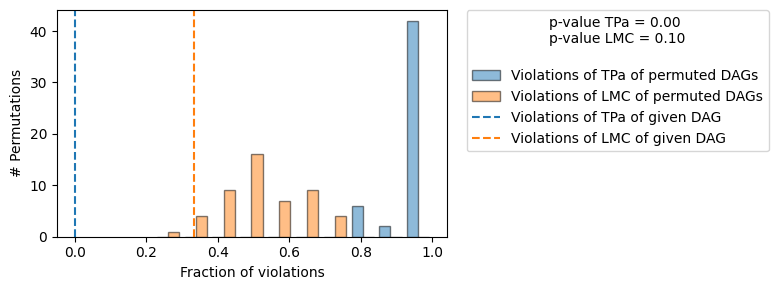 p-value TPa = 0.00
p-value LMC = 0.10
Violations of TPa of permuted DAGs
Violations of LMC of permuted DAGs
Violations of TPa of given DAG
Violations of LMC of given DAG
# Permutations
40
30
20
10
0
0.0 0.2 0.4 0.6 0.8 1.0
Fraction of violations